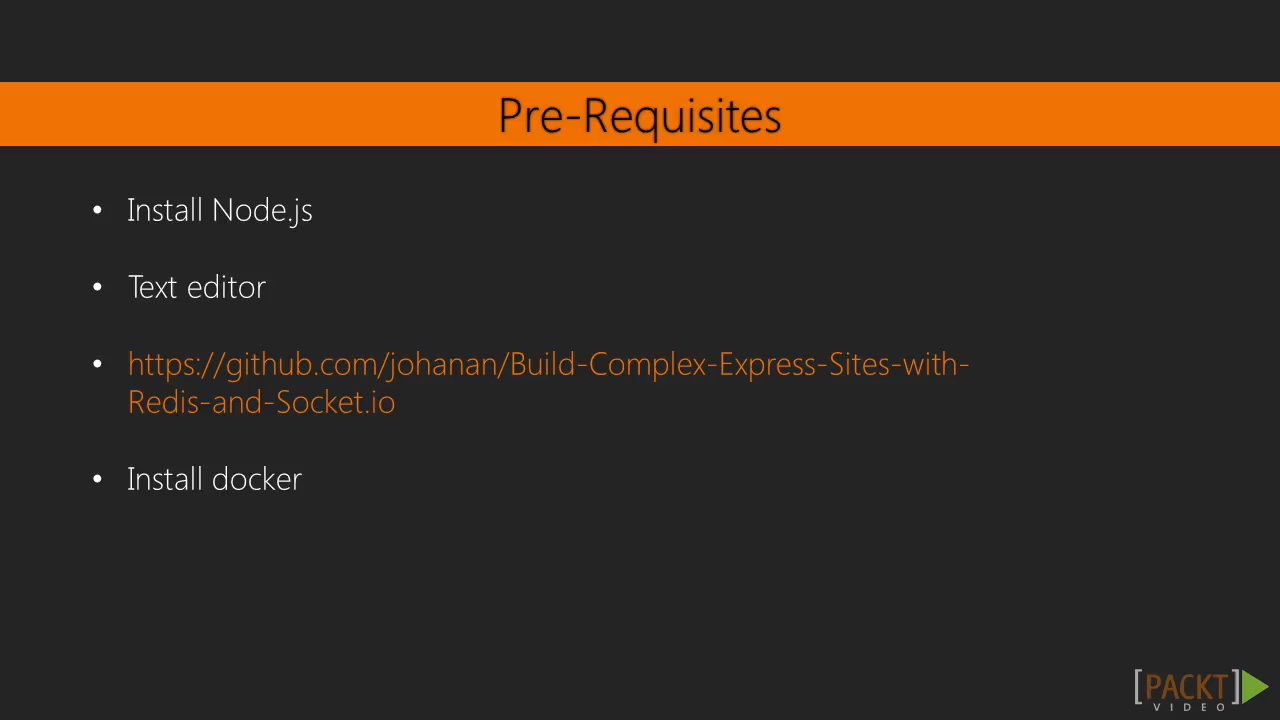 Pre-Requisites
• Install Node.js
• Text editor
• https://github.com/johanan/Build-Complex-Express-Sites-with-
Redis-and-Socket.io
• Install docker
[PACKT]
VIDEO